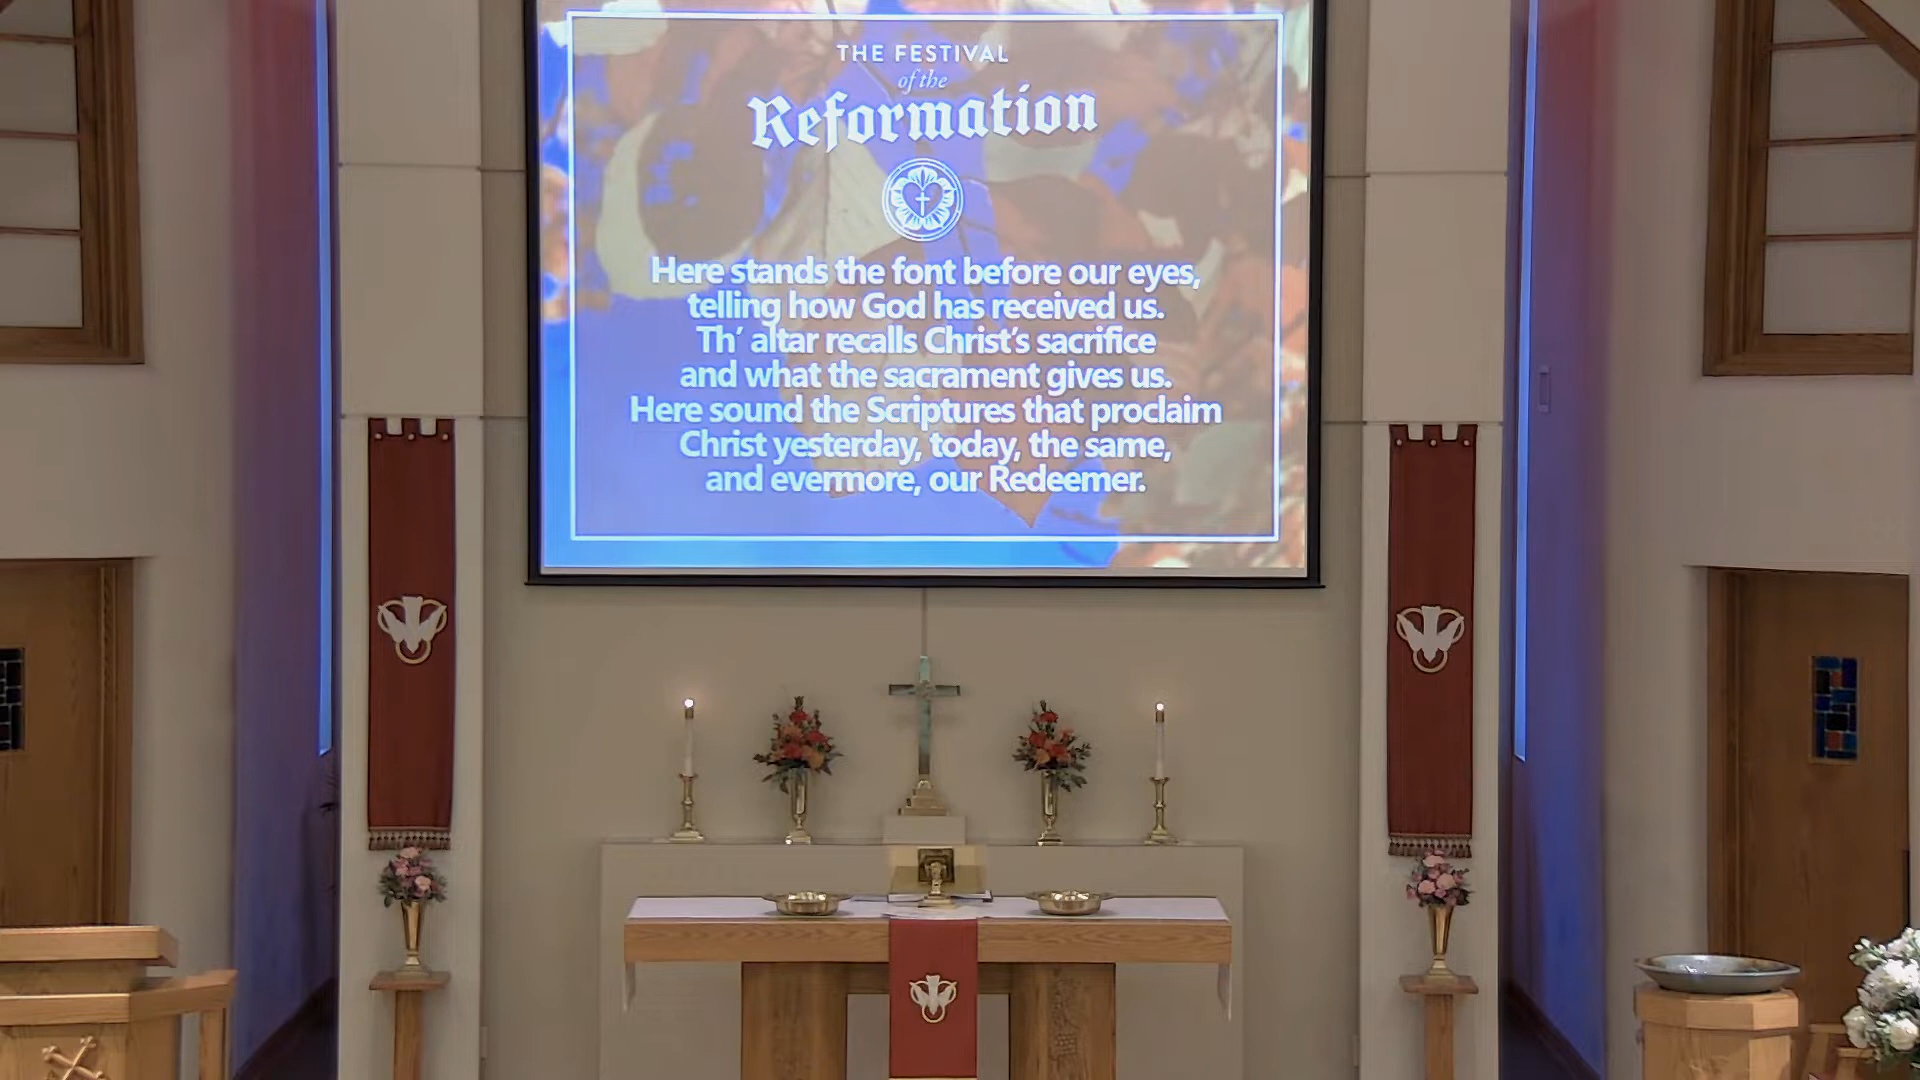 THE FESTIVAL
of the
Reformation
Here stands the font before our eyes,
telling how God has received us.
Th’ altar recalls Christ’s sacrifice
and what the sacrament gives us.
Here sound the Scriptures that proclaim
Christ yesterday, today, the same,
and evermore, our Redeemer.